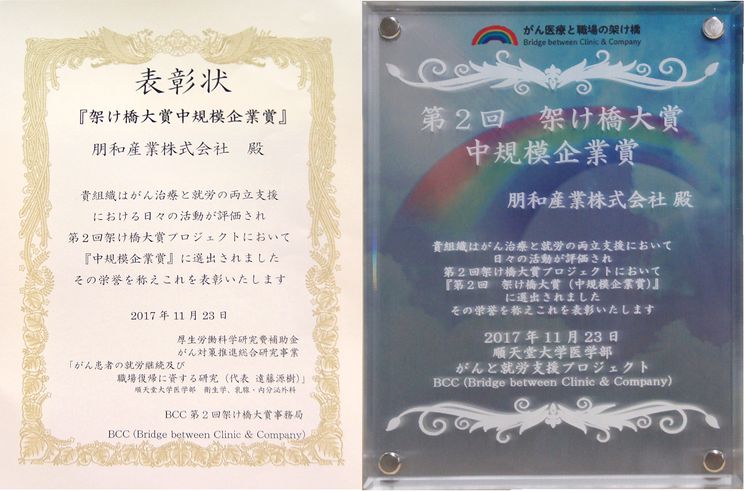 表彰状
『架け橋大賞中規模企業賞』
朋和産業株式会社 殿
貴組織はがん治療と就労の両立支援
における日々の活動が評価され
第2回架け橋大賞プロジェクトにおいて
『中規模企業賞』に選出されました
その栄誉を称えこれを表彰いたします
2017年11月23日
厚生労働科学研究費補助金
がん対策推進総合研究事業
「がん患者の就労継続及び
職場復帰に資する研究(代表 遠藤源樹)」
順天堂大学医学部 衛生学、乳腺・内分泌外科
BCC 第2回架け橋大賞事務局
BCC (Bridge between Clinic & Company)
がん医療と職場の架け橋
Bridge between Clinic & Company
第2回 架け橋大賞
中規模企業賞
朋和産業株式会社 殿
貴組織はがん治療と就労の両立支援において
日々の活動が評価され
第2回架け橋大賞プロジェクトにおいて
『第2回 架け橋大賞(中規模企業賞)』
に選出されました
その栄誉を称えこれを表彰いたします
2017年11月23日
順天堂大学医学部
がんと就労支援プロジェクト
BCC (Bridge between Clinic & Company)